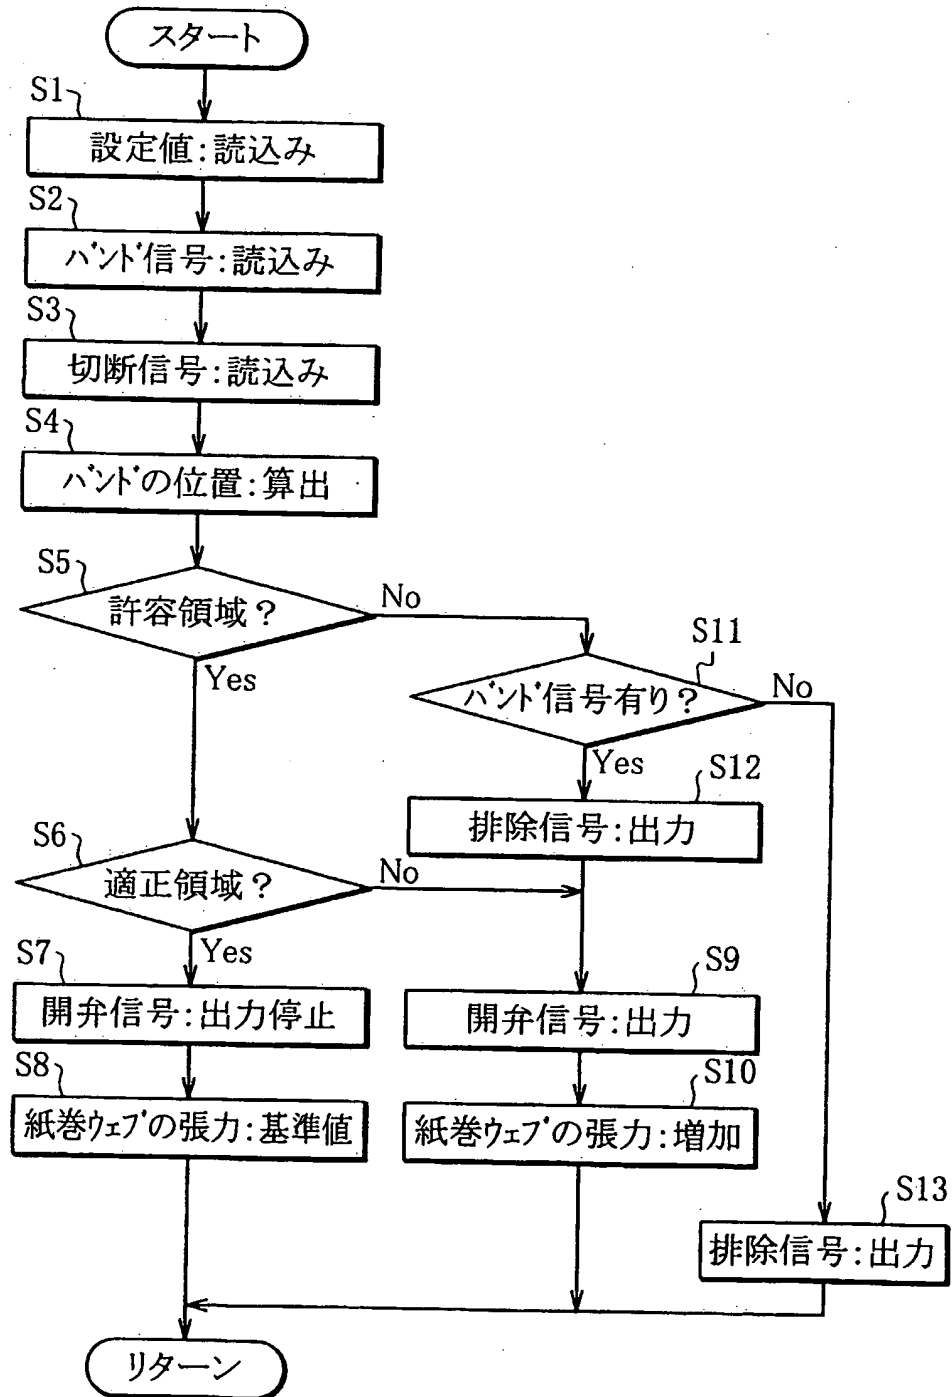 スタート
S1
設定値:読込み
S2
バンド信号:読込み
S3
切断信号:読込み
S4
バンドの位置:算出
S5
許容領域?
No
Yes
S11
バンド信号有り?
No
Yes
S12
排除信号:出力
S6
適正領域?
No
Yes
S7
開弁信号:出力停止
S9
開弁信号:出力
S8
紙巻ウェブの張力:基準値
S10
紙巻ウェブの張力:増加
S13
排除信号:出力
リターン